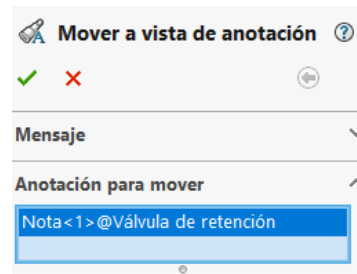 Mover a vista de anotación
Mensaje
Anotación para mover
Nota<1>@Válvula de retención